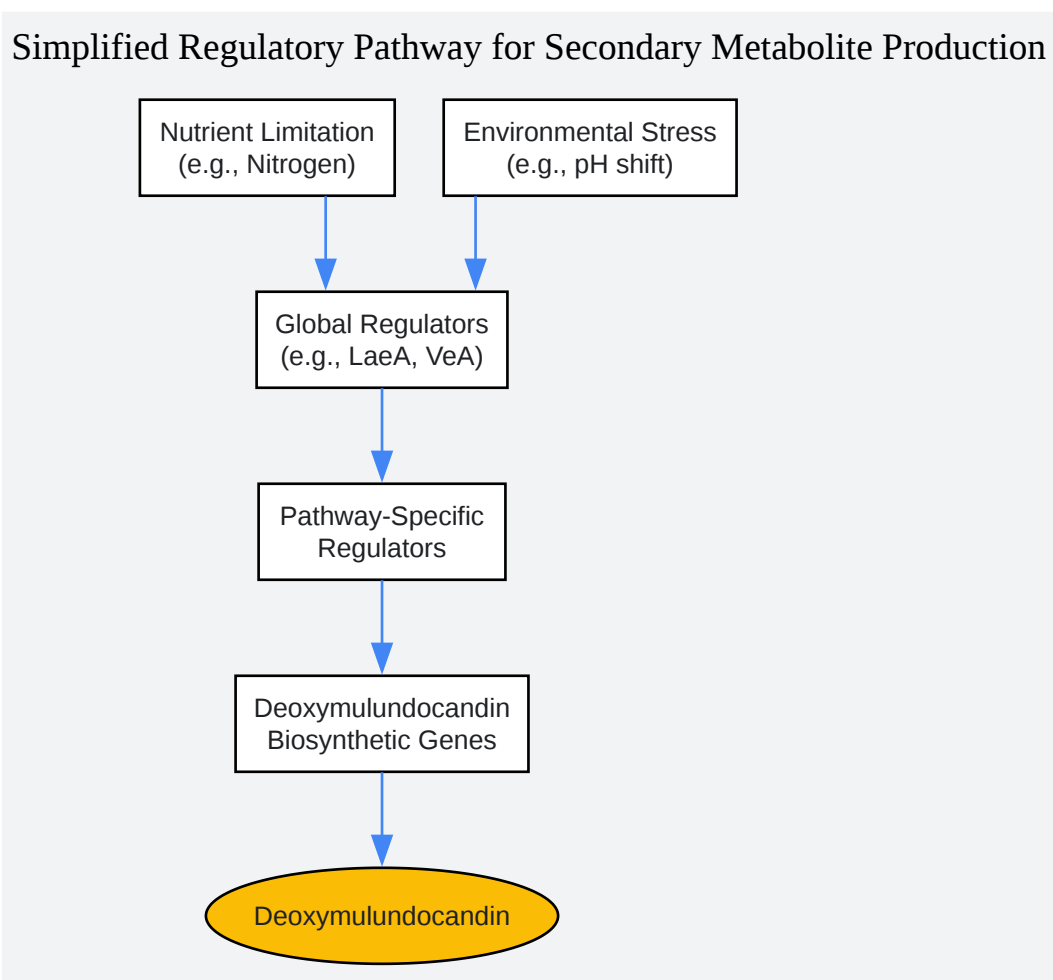 Simplified Regulatory Pathway for Secondary Metabolite Production
Nutrient Limitation
(e.g., Nitrogen)
Environmental Stress
(e.g., pH shift)
Global Regulators
(e.g., LaeA, VeA)
Pathway-Specific
Regulators
Deoxymulundocandin
Biosynthetic Genes
Deoxymulundocandin